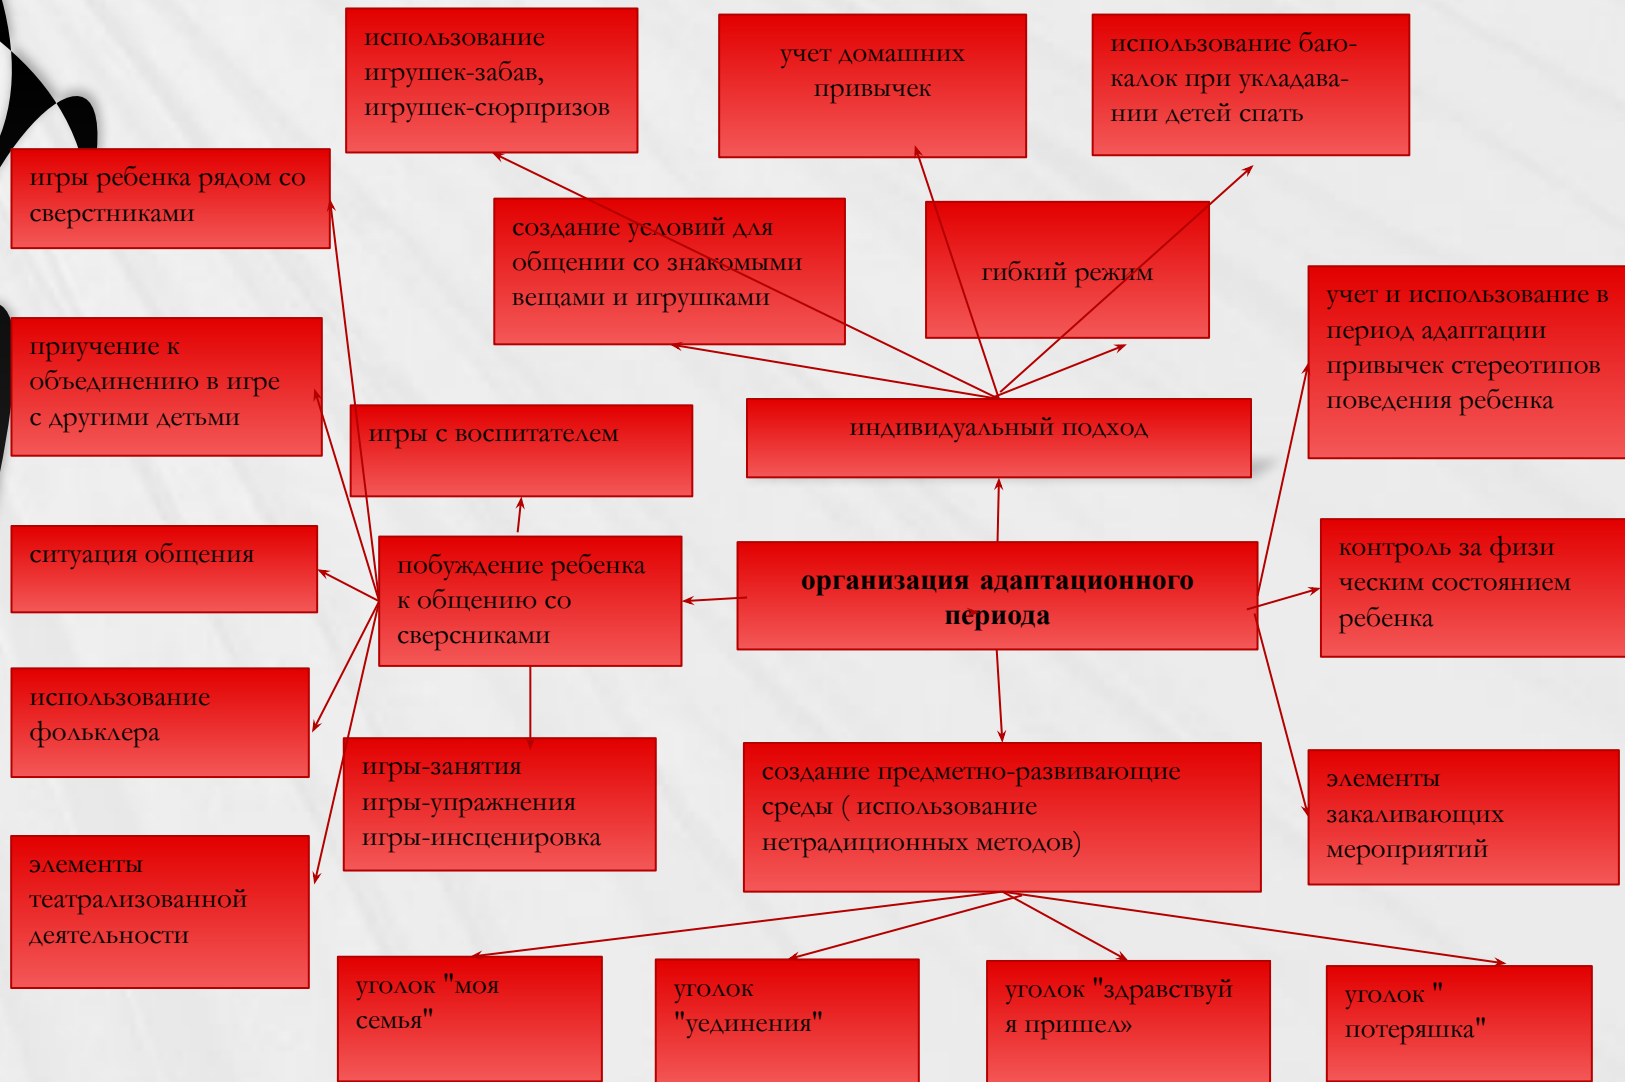 использование
игрушек-забав,
игрушек-сюрпризов
учет домашних
привычек
использование баю-
калок при укладава-
нии детей спать
игры ребенка рядом со
сверстниками
создание условий для
общении со знакомыми
вещами и игрушками
гибкий режим
учет и использование в
период адаптации
привычек стереотипов
поведения ребенка
приучение к
объединению в игре
с другими детьми
игры с воспитателем
индивидуальный подход
ситуация общения
побуждение ребенка
к общению со
сверсниками
организация адаптационного
периода
контроль за физи
ческим состоянием
ребенка
использование
фольклера
игры-занятия
игры-упражнения
игры-инсценировка
создание предметно-развивающие
среды ( использование
нетрадиционных методов)
элементы
закаливающих
мероприятий
элементы
театрализованной
деятельности
уголок "моя
семья"
уголок
"уединения"
уголок "здравствуй
я пришел»
уголок "
потеряшка"